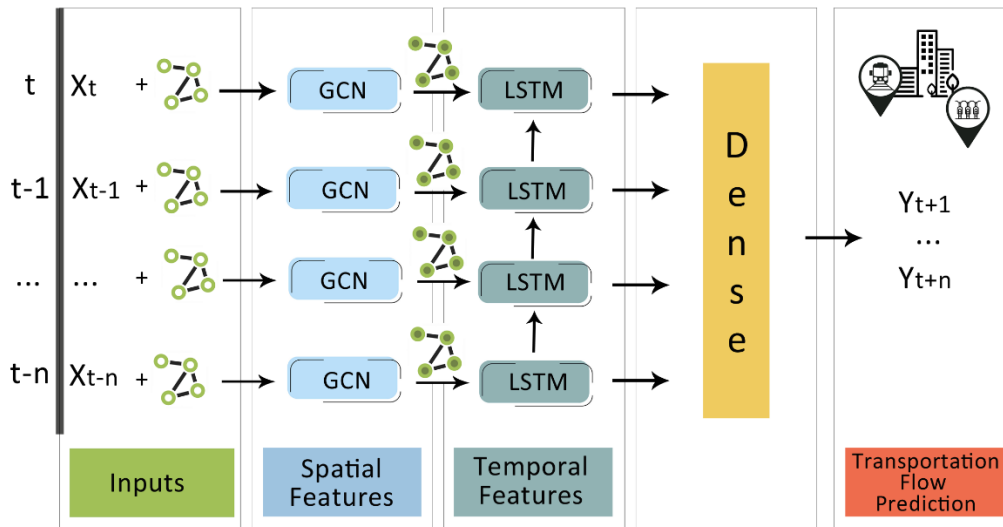 t Xt + GCN LSTM
t-1 Xt-1 + GCN LSTM
... ... + GCN LSTM
t-n Xt-n + GCN LSTM
D
e
n
s
e
Yt+1
...
Yt+n
Inputs
Spatial
Features
Temporal
Features
Transportation
Flow
Prediction